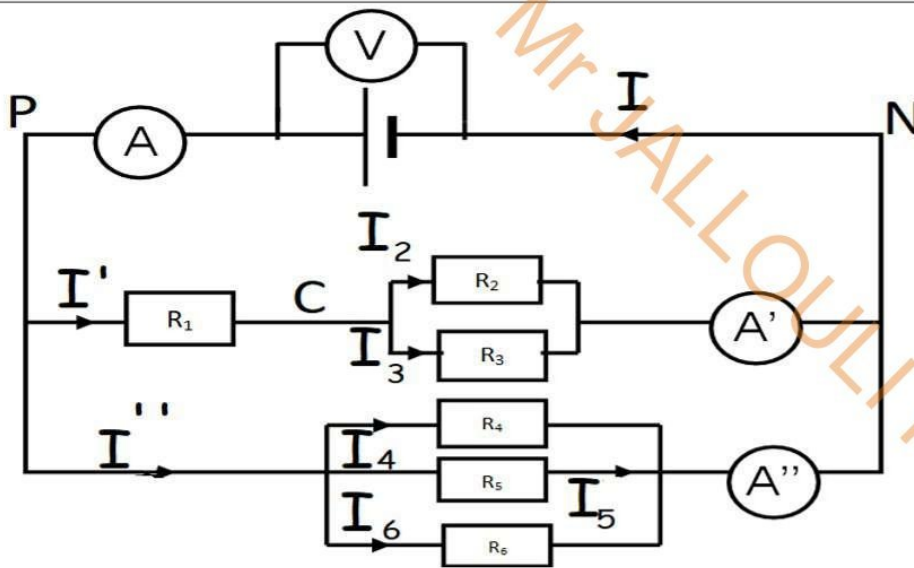 V
P
A
I
N
I₂
I'
R₁
C
R₂
A'
I₃
R₃
I''
R₄
I₄
R₅
I₅
A''
I₆
R₆
Mr JALLOULI